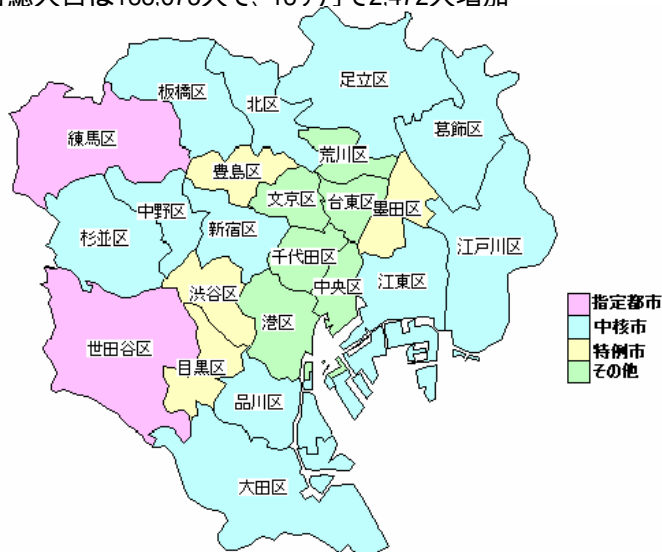 総人口は188,078人で、10ヶ月で2,472人増加
足立区
板橋区
北区
葛飾区
練馬区
荒川区
豊島区
文京区
台東区
墨田区
中野区
新宿区
杉並区
江戸川区
千代田区
中央区
江東区
渋谷区
港区
世田谷区
目黒区
品川区
大田区
指定都市
中核市
特例市
その他